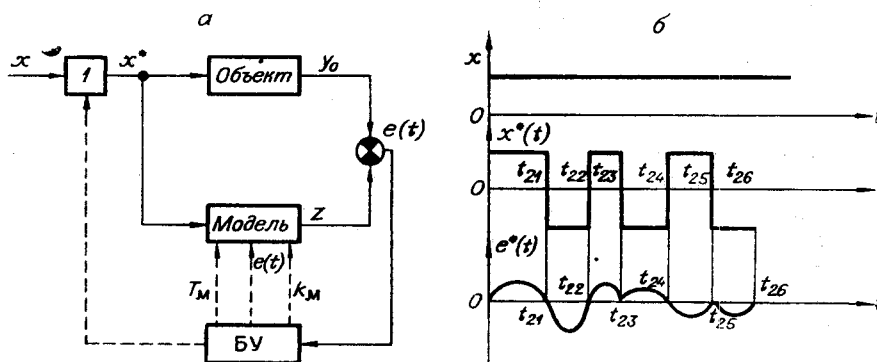 а
x
1
x*
Объект
y₀
e(t)
Модель
z
Tм
e(t)
kм
БУ
б
x
0
t
x*(t)
0
t₂₁ t₂₂ t₂₃ t₂₄ t₂₅ t₂₆
e*(t)
0
t₂₁ t₂₂ t₂₃ t₂₄ t₂₅ t₂₆